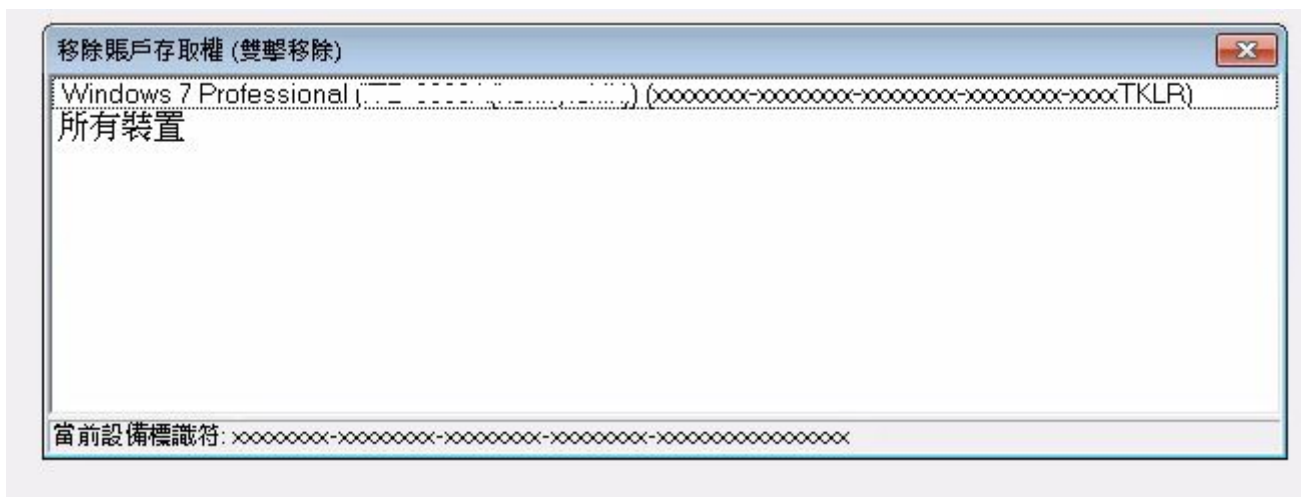 移除賬戶存取權 (雙擊移除)
Windows 7 Professional () (xxxxxxxx-xxxxxxxx-xxxxxxxx-xxxxxxxx-xxxxTKLR)
所有裝置
當前設備標識符: xxxxxxxx-xxxxxxxx-xxxxxxxx-xxxxxxxx-xxxxxxxxxxxxxxxx